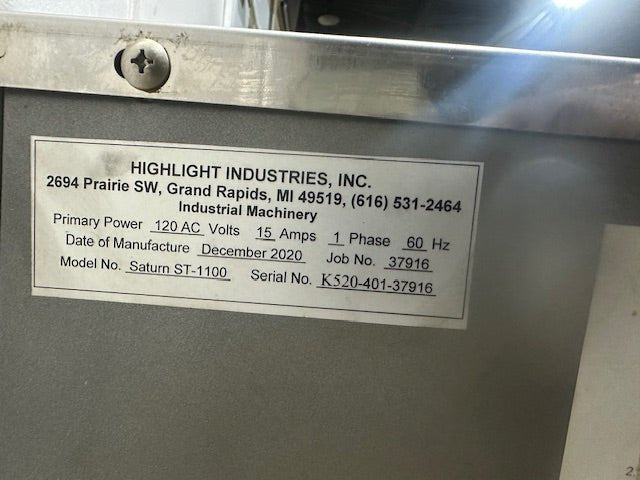 HIGHLIGHT INDUSTRIES, INC.
2694 Prairie SW, Grand Rapids, MI 49519, (616) 531-2464
Industrial Machinery
Primary Power 120 AC Volts 15 Amps 1 Phase 60 Hz
Date of Manufacture December 2020 Job No. 37916
Model No. Saturn ST-1100 Serial No. K520-401-37916
2.